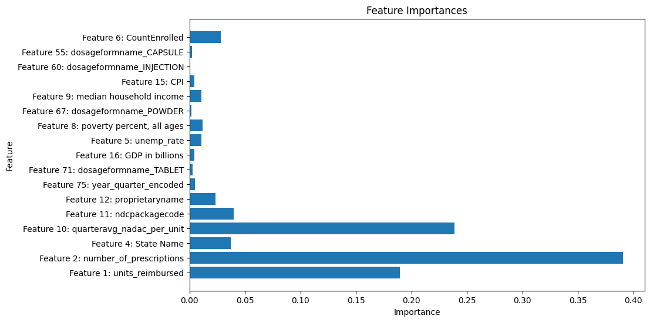 Feature Importances
Feature 6: CountEnrolled
Feature 55: dosageformname_CAPSULE
Feature 60: dosageformname_INJECTION
Feature 15: CPI
Feature 9: median household income
Feature 67: dosageformname_POWDER
Feature 8: poverty percent, all ages
Feature 5: unemp_rate
Feature 16: GDP in billions
Feature 71: dosageformname_TABLET
Feature 75: year_quarter_encoded
Feature 12: proprietaryname
Feature 11: ndcpackagecode
Feature 10: quarteravg_nadac_per_unit
Feature 4: State Name
Feature 2: number_of_prescriptions
Feature 1: units_reimbursed
Feature
0.00 0.05 0.10 0.15 0.20 0.25 0.30 0.35 0.40
Importance